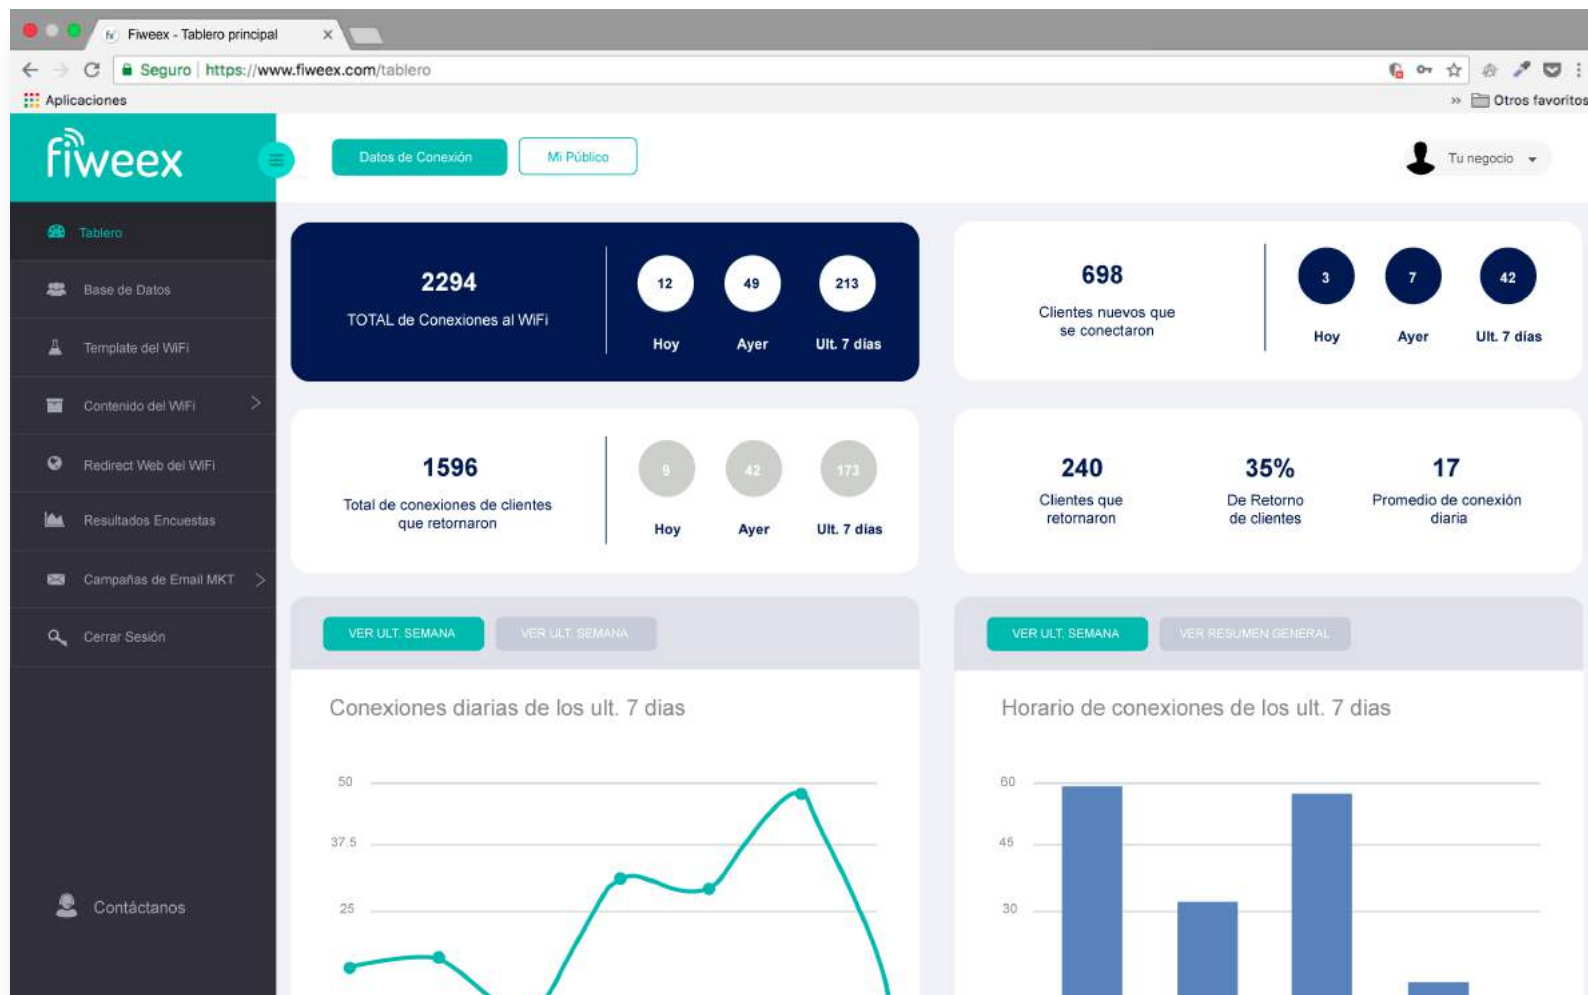 Fiweex - Tablero principal
Seguro | https://www.fiweex.com/tablero
Aplicaciones
» Otros favoritos
fiweex
Datos de Conexión
Mi Público
Tu negocio
Tablero
Base de Datos
Template del WiFi
Contenido del WiFi
Redirect Web del WiFi
Resultados Encuestas
Campañas de Email MKT
Cerrar Sesión
Contáctanos
2294
TOTAL de Conexiones al WiFi
12 49 213
Hoy Ayer Ult. 7 días
698
Clientes nuevos que
se conectaron
3 7 42
Hoy Ayer Ult. 7 días
1596
Total de conexiones de clientes
que retornaron
9 42 173
Hoy Ayer Ult. 7 días
240
Clientes que
retornaron
35%
De Retorno
de clientes
17
Promedio de conexión
diaria
VER ULT. SEMANA
VER ULT. SEMANA
Conexiones diarias de los ult. 7 dias
50
37.5
25
VER ULT. SEMANA
VER RESUMEN GENERAL
Horario de conexiones de los ult. 7 dias
60
45
30